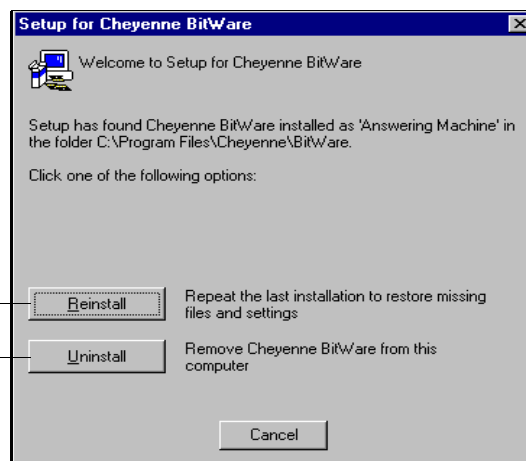 Setup for Cheyenne BitWare
Welcome to Setup for Cheyenne BitWare
Setup has found Cheyenne BitWare installed as 'Answering Machine' in
the folder C:\Program Files\Cheyenne\BitWare.
Click one of the following options:
Reinstall
Repeat the last installation to restore missing
files and settings
Uninstall
Remove Cheyenne BitWare from this
computer
Cancel